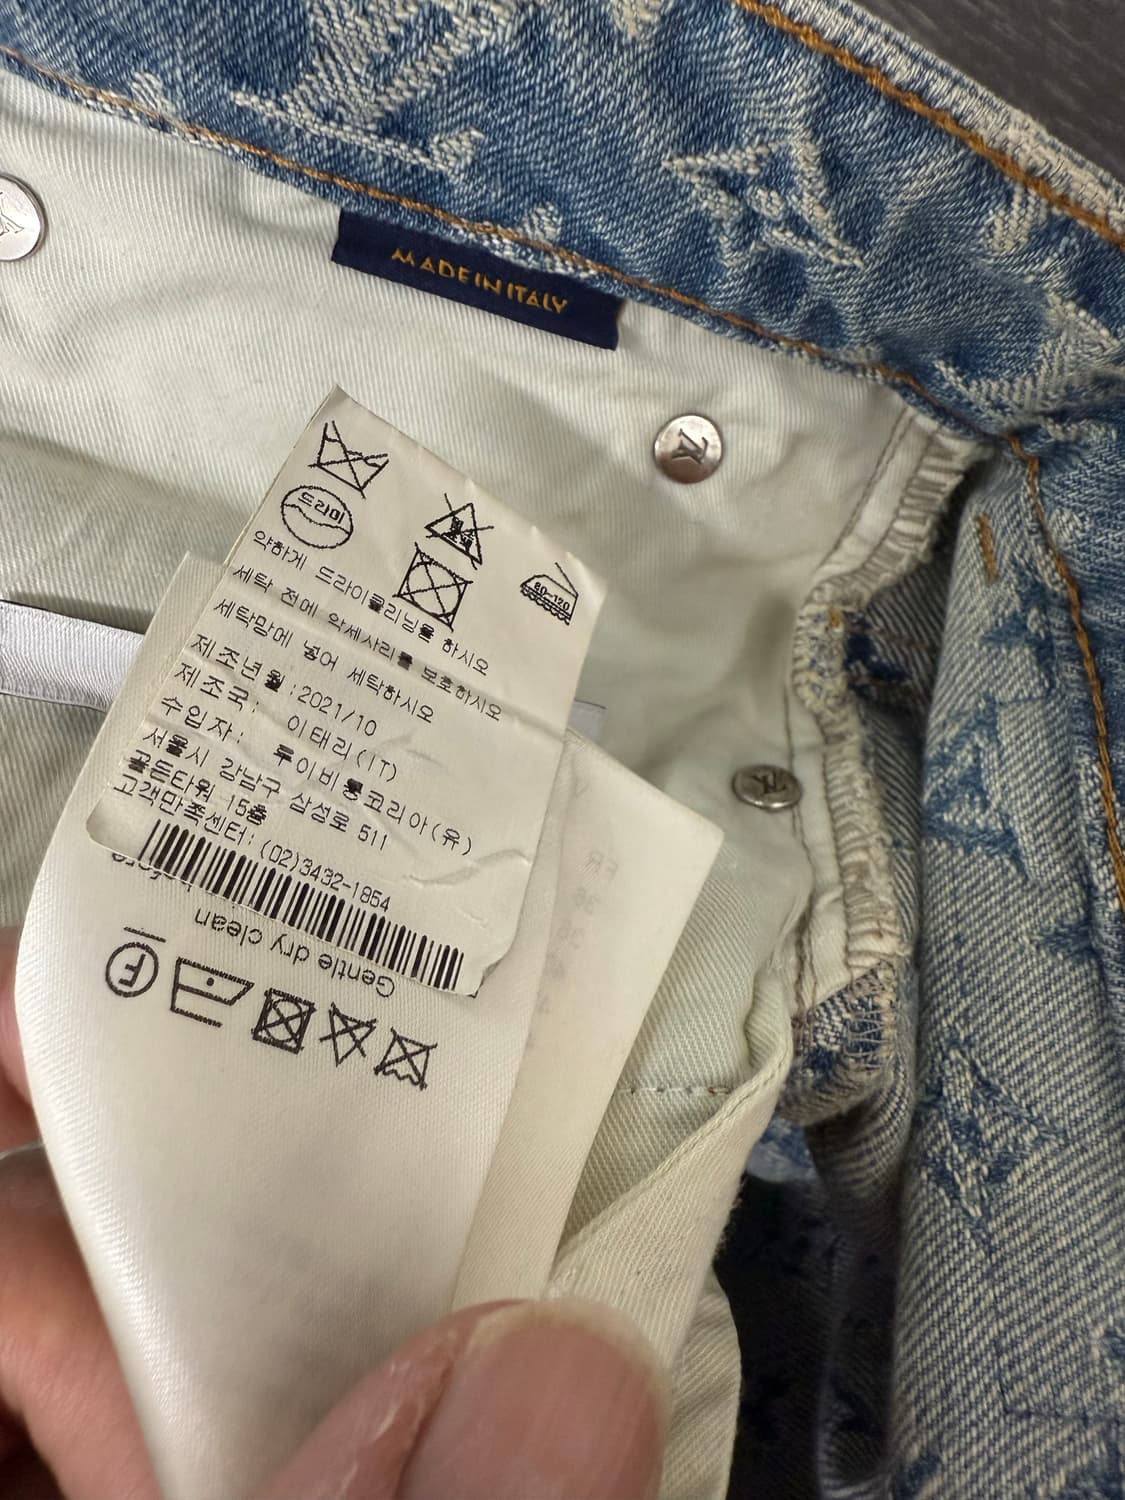 MADE IN ITALY
드라이
80-120
약하게 드라이클리닝을 하시오
세탁 전에 악세사리를 보호하시오
세탁망에 넣어 세탁하시오
제조년월:2021/10
제조국: 이태리(IT)
수입자: 루이비통코리아(유)
서울시 강남구 삼성로 511
골든타워 15층
고객만족센터:(02)3432-1854
Gentle dry clean
F
FR
36